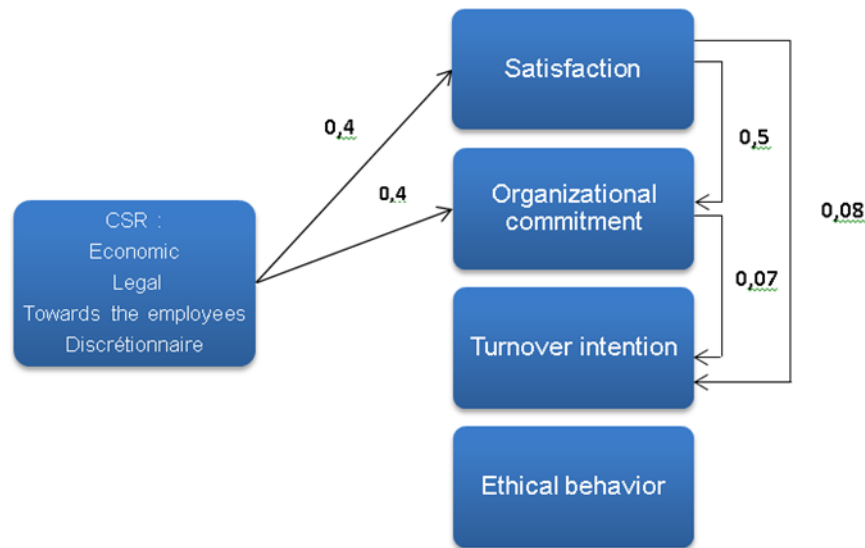 Satisfaction
0,4
0,5
Organizational
commitment
0,4
CSR :
Economic
Legal
Towards the employees
Discrétionnaire
0,08
0,07
Turnover intention
Ethical behavior